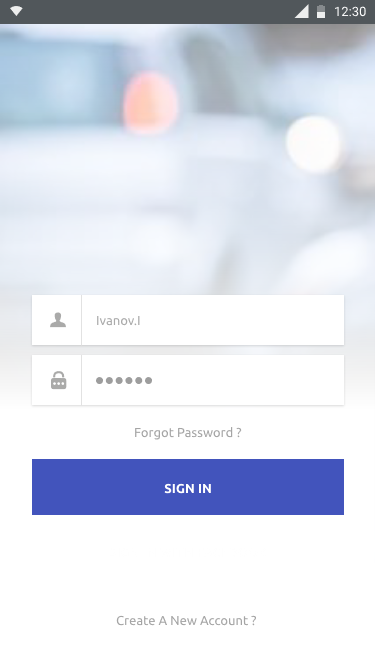 12:30
Ivanov.I
Forgot Password ?
SIGN IN
Create A New Account ?